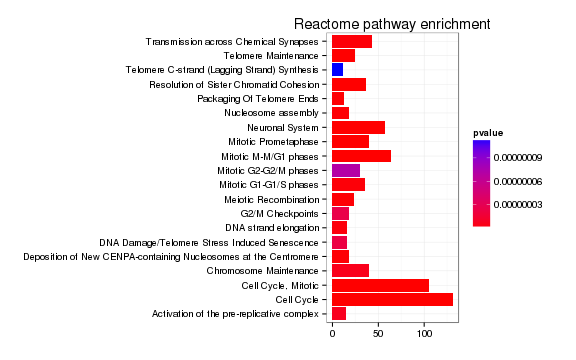 Reactome pathway enrichment
Transmission across Chemical Synapses
Telomere Maintenance
Telomere C-strand (Lagging Strand) Synthesis
Resolution of Sister Chromatid Cohesion
Packaging Of Telomere Ends
Nucleosome assembly
Neuronal System
Mitotic Prometaphase
Mitotic M-M/G1 phases
Mitotic G2-G2/M phases
Mitotic G1-G1/S phases
Meiotic Recombination
G2/M Checkpoints
DNA strand elongation
DNA Damage/Telomere Stress Induced Senescence
Deposition of New CENPA-containing Nucleosomes at the Centromere
Chromosome Maintenance
Cell Cycle, Mitotic
Cell Cycle
Activation of the pre-replicative complex
0 50 100
pvalue
0.00000009
0.00000006
0.00000003